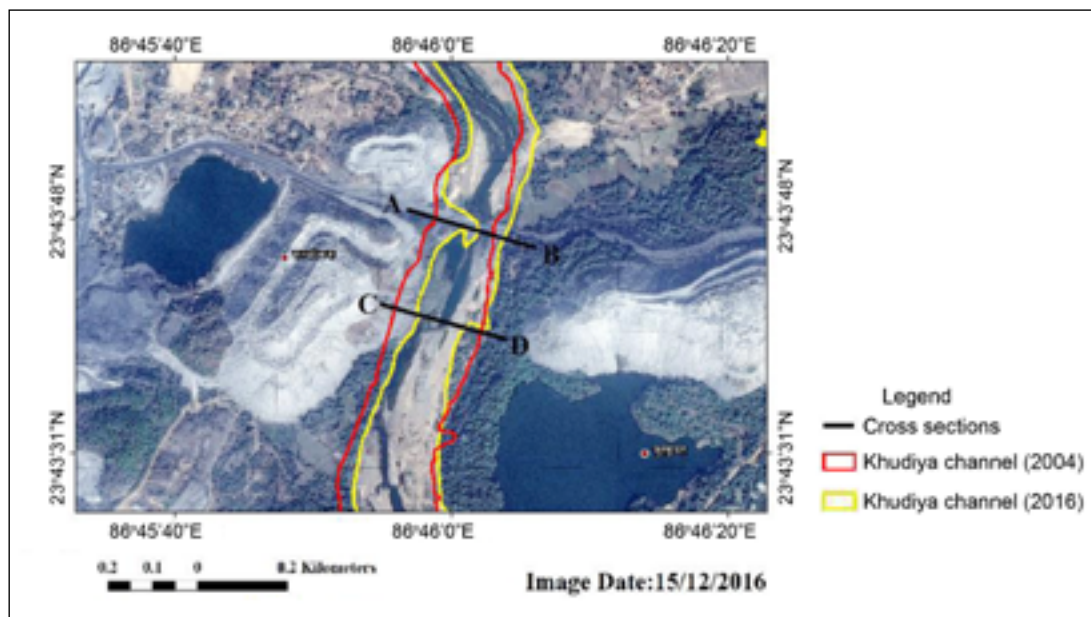 86°45'40"E 86°46'0"E 86°46'20"E
23°43'48"N 23°43'48"N
A
B
C
D
23°43'31"N 23°43'31"N
86°45'40"E 86°46'0"E 86°46'20"E
Legend
Cross sections
Khudiya channel (2004)
Khudiya channel (2016)
0.2 0.1 0 0.2 Kilometers
Image Date:15/12/2016